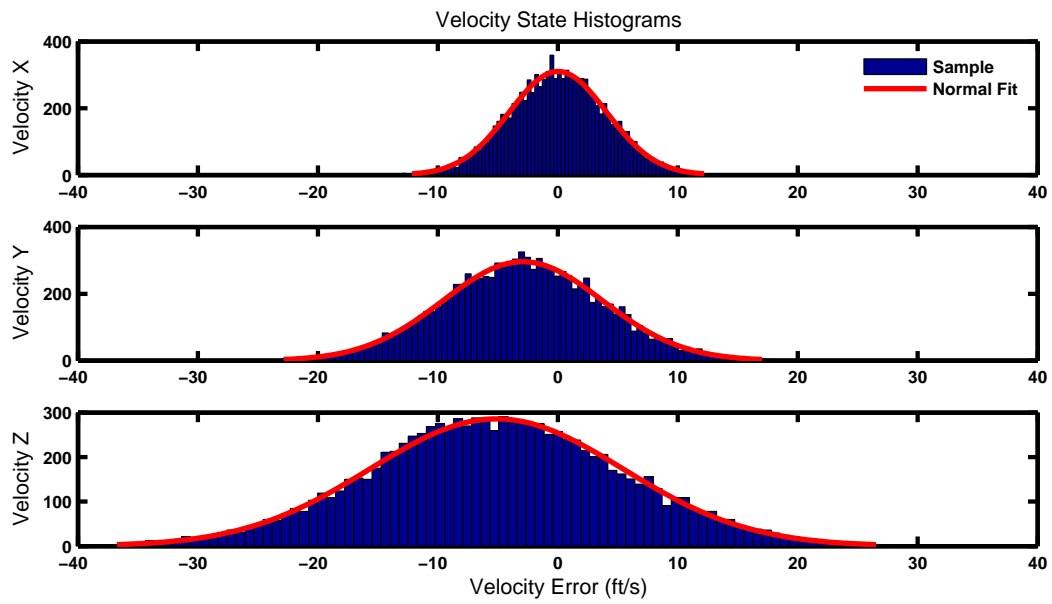 Velocity State Histograms
400
200
0
Velocity X
Sample
Normal Fit
−40 −30 −20 −10 0 10 20 30 40
400
200
0
Velocity Y
−40 −30 −20 −10 0 10 20 30 40
300
200
100
0
Velocity Z
−40 −30 −20 −10 0 10 20 30 40
Velocity Error (ft/s)